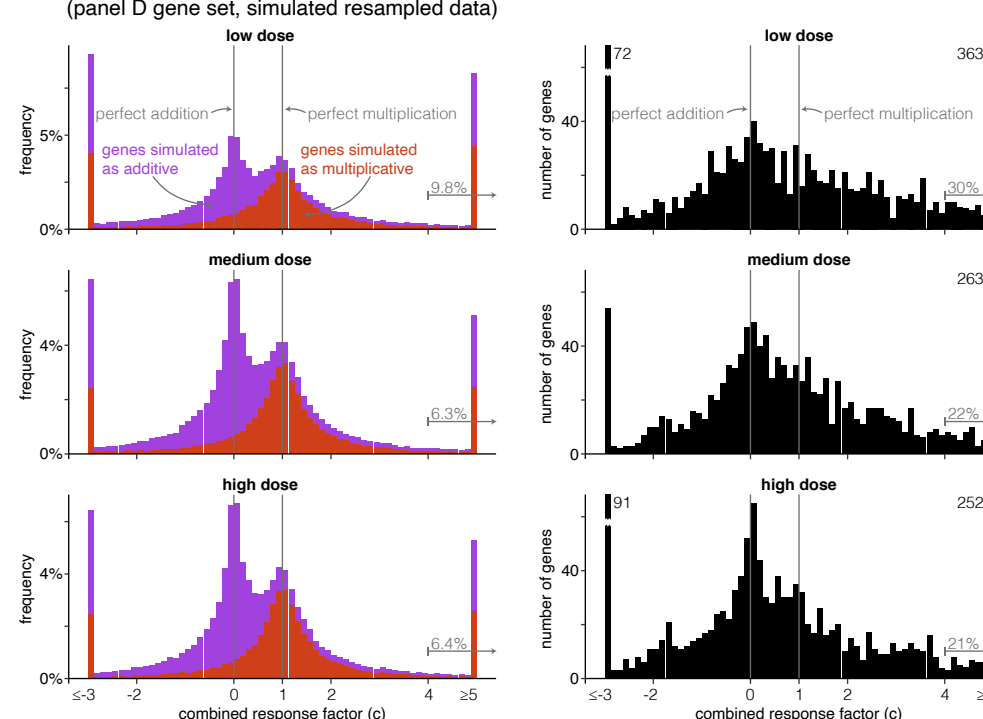 (panel D gene set, simulated resampled data)
low dose
frequency
5%
0%
perfect addition
perfect multiplication
genes simulated
as additive
genes simulated
as multiplicative
9.8%
low dose
number of genes
40
0
72
363
perfect addition
perfect multiplication
30%
medium dose
frequency
4%
0%
6.3%
medium dose
number of genes
40
0
263
22%
high dose
frequency
4%
0%
6.4%
≤-3 -2 0 1 2 4 ≥5
combined response factor (c)
high dose
number of genes
40
0
91
252
21%
≤-3 -2 0 1 2 4
combined response factor (c)